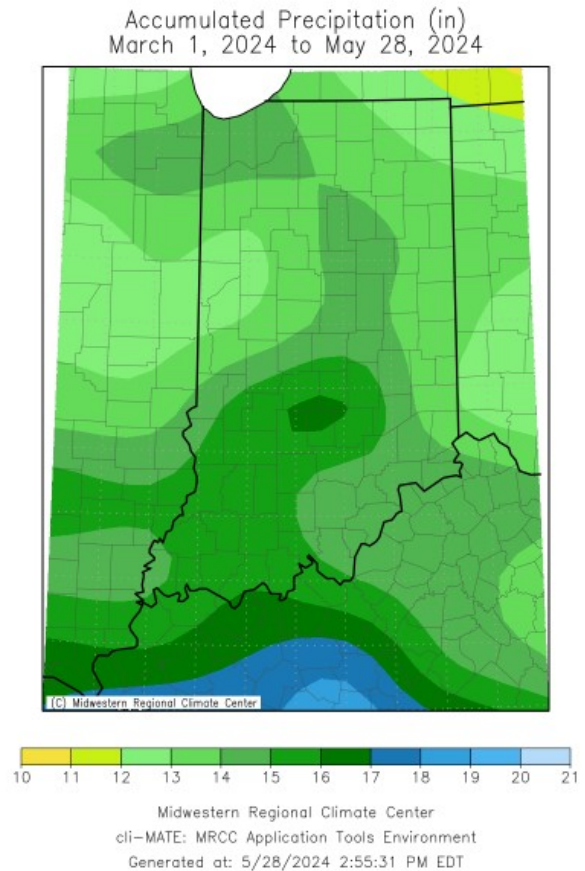 Accumulated Precipitation (in)
March 1, 2024 to May 28, 2024
(C) Midwestern Regional Climate Center
10 11 12 13 14 15 16 17 18 19 20 21
Midwestern Regional Climate Center
cli-MATE: MRCC Application Tools Environment
Generated at: 5/28/2024 2:55:31 PM EDT